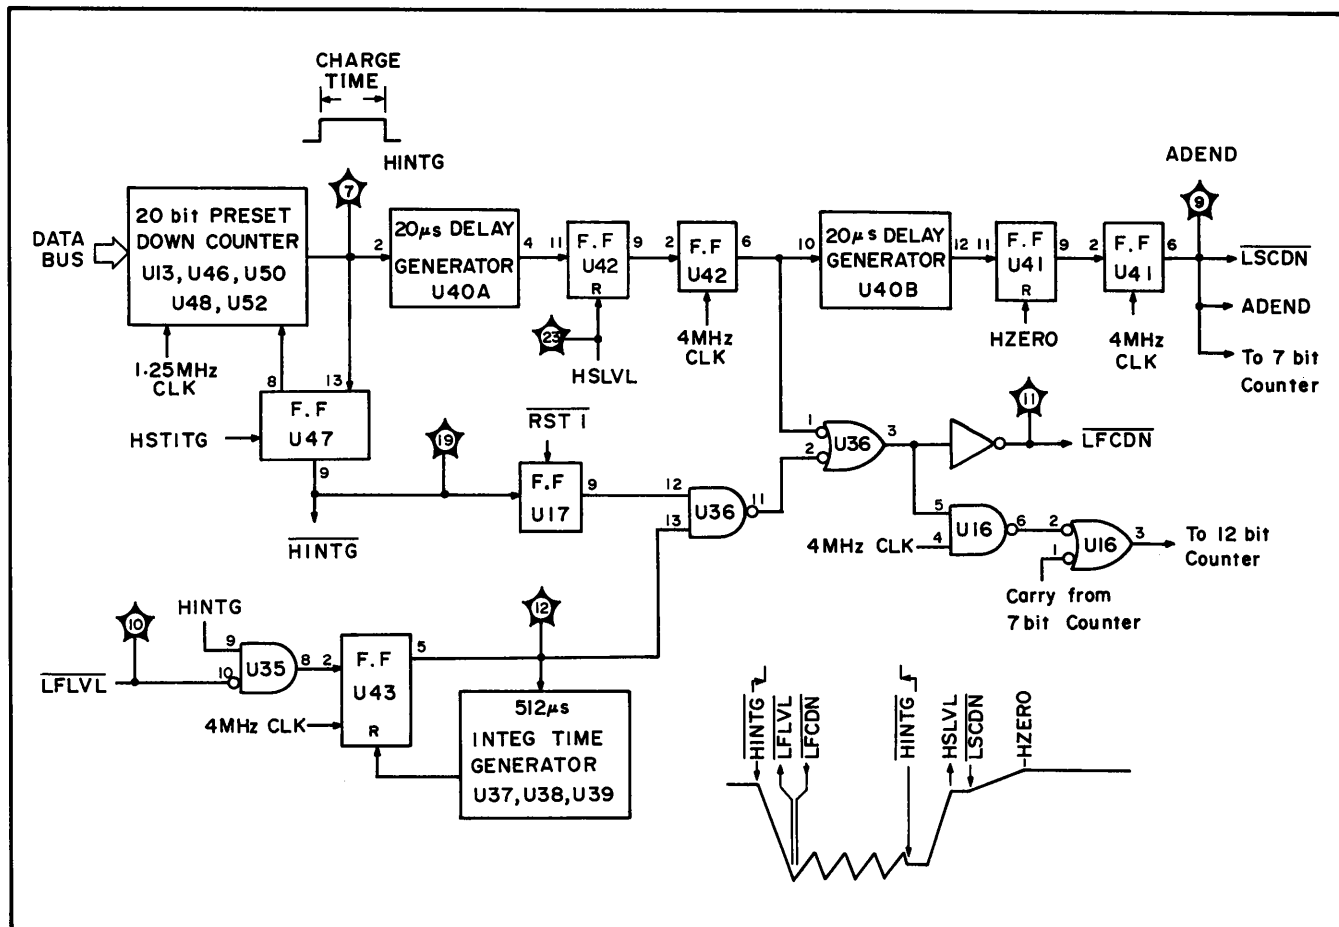 CHARGE
TIME
HINTG
7
20 bit PRESET
DOWN COUNTER
U13, U46, U50
U48, U52
DATA
BUS
1.25MHz
CLK
8
13
2
20μs DELAY
GENERATOR
U40A
4
11
F.F
U42
R
9
2
F.F
U42
6
23
HSLVL
4MHz
CLK
10
20μs DELAY
GENERATOR
U40B
12
11
F.F
U41
R
9
HZERO
2
F.F
U41
6
4MHz
CLK
ADEND
9
LSCDN
ADEND
To 7 bit
Counter
HSTITG
F.F
U47
9
HINTG
19
RST 1
F.F
U17
9
12
13
U36
11
1
2
U36
3
11
LFCDN
5
4
4MHz CLK
U16
6
2
1
U16
3
To 12 bit
Counter
Carry from
7 bit Counter
10
HINTG
9
LFLVL
10
U35
8
2
F.F
U43
R
5
4MHz CLK
12
512μs
INTEG TIME
GENERATOR
U37, U38, U39
HINTG
LFLVL
LFCDN
HINTG
HSLVL
LSCDN
HZERO